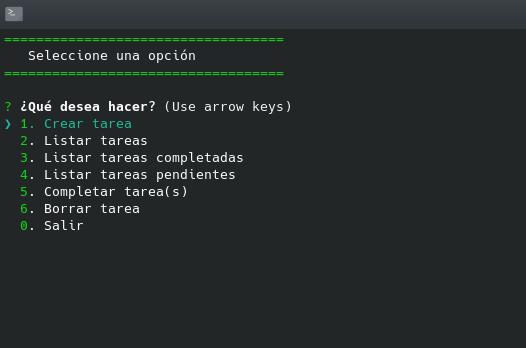 ===================================
Seleccione una opción
===================================
? ¿Qué desea hacer? (Use arrow keys)
❯ 1. Crear tarea
2. Listar tareas
3. Listar tareas completadas
4. Listar tareas pendientes
5. Completar tarea(s)
6. Borrar tarea
0. Salir